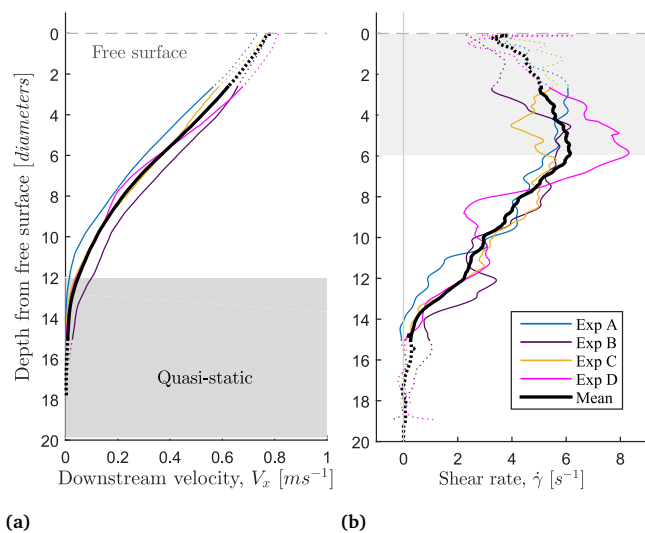 0
2
4
6
8
10
12
14
16
18
20
Depth from free surface [diameters]
Free surface
Quasi-static
0 0.2 0.4 0.6 0.8 1
Downstream velocity, V_x [ms^{-1}]
(a)
0
2
4
6
8
10
12
14
16
18
20
Exp A
Exp B
Exp C
Exp D
Mean
0 2 4 6 8
Shear rate, γ̇ [s^{-1}]
(b)